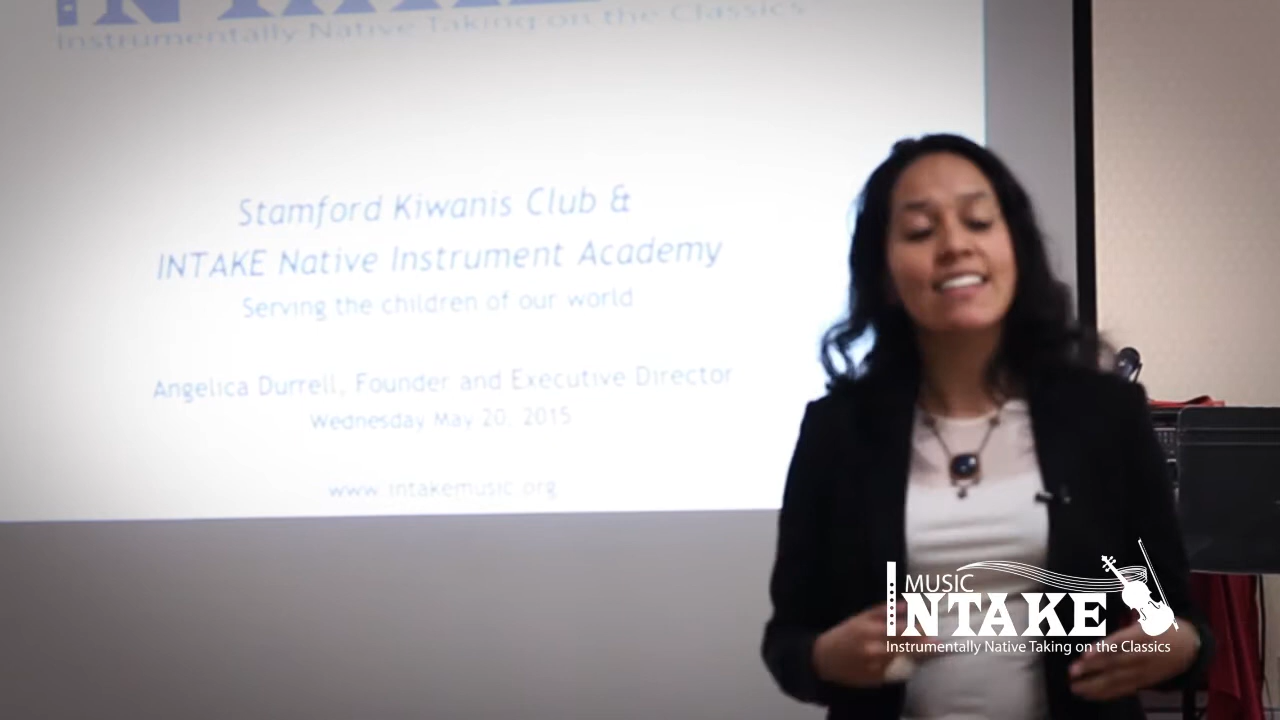 INTAKE
Instrumentally Native Taking on the Classics
Stamford Kiwanis Club &
INTAKE Native Instrument Academy
Serving the children of our world
Angelica Durrell, Founder and Executive Director
Wednesday May 20, 2015
www.intakemusic.org
MUSIC
INTAKE
Instrumentally Native Taking on the Classics